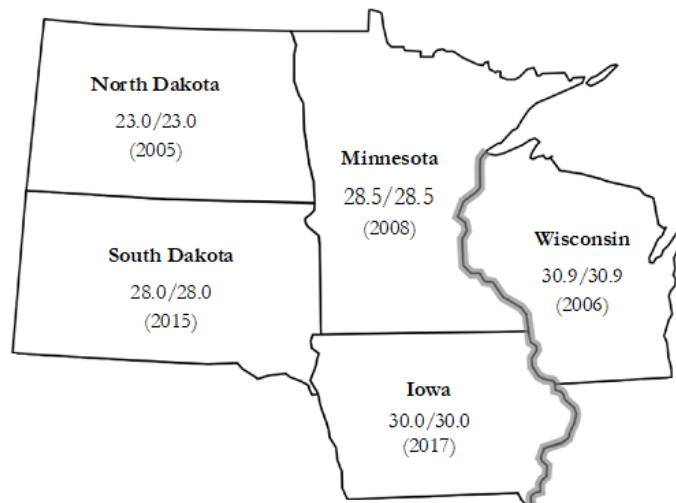 North Dakota
23.0/23.0
(2005)
Minnesota
28.5/28.5
(2008)
South Dakota
28.0/28.0
(2015)
Wisconsin
30.9/30.9
(2006)
Iowa
30.0/30.0
(2017)